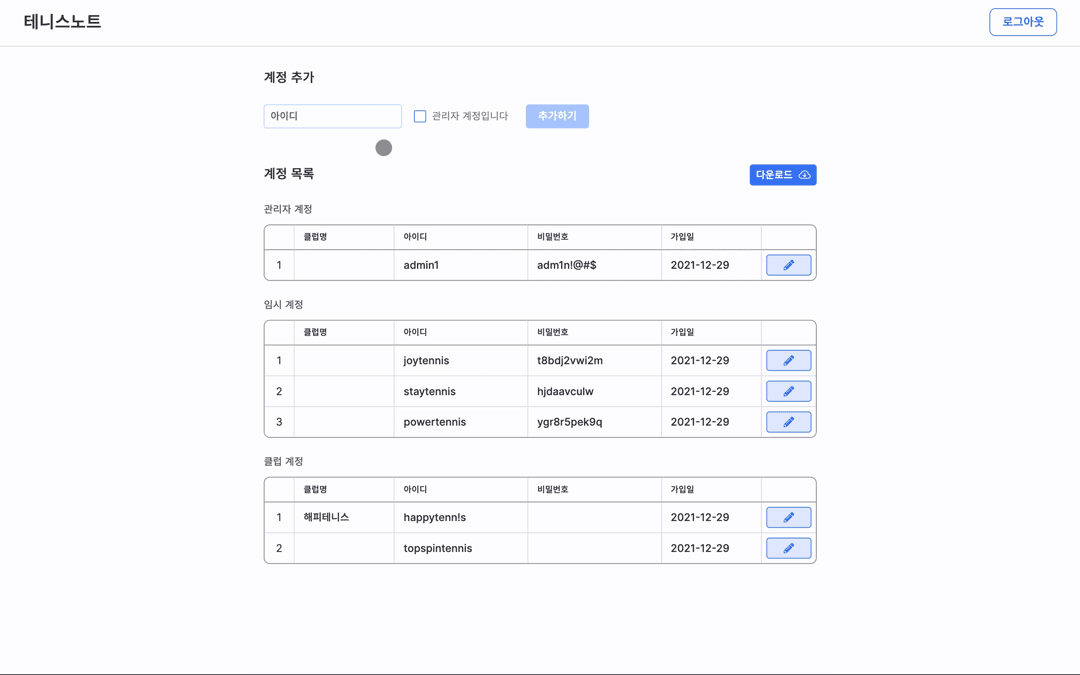 테니스노트 로그아웃
계정 추가
아이디 관리자 계정입니다 추가하기
계정 목록 다운로드
관리자 계정
클럽명 아이디 비밀번호 가입일
1 admin1 adm1n!@#$ 2021-12-29
임시 계정
클럽명 아이디 비밀번호 가입일
1 joytennis t8bdj2vwi2m 2021-12-29
2 staytennis hjdaavculw 2021-12-29
3 powertennis ygr8r5pek9q 2021-12-29
클럽 계정
클럽명 아이디 비밀번호 가입일
1 해피테니스 happytenn!s 2021-12-29
2 topspintennis 2021-12-29